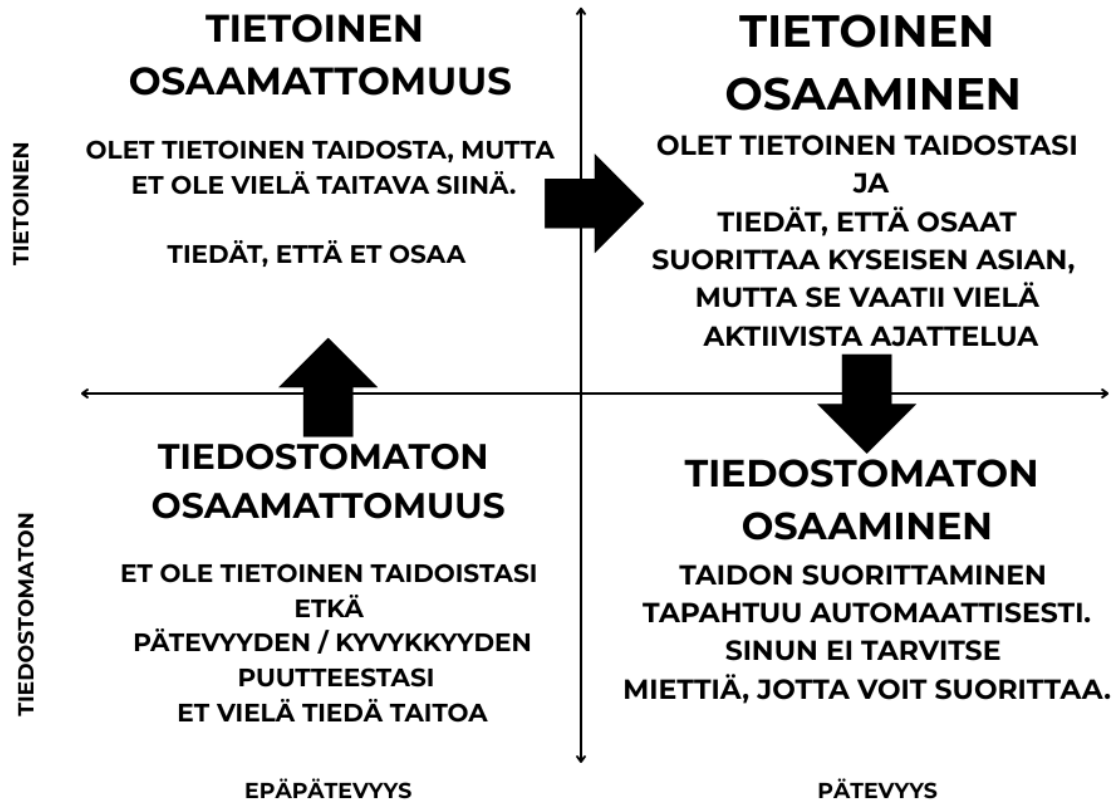 TIETOINEN
OSAAMATTOMUUS
OLET TIETOINEN TAIDOSTA, MUTTA
ET OLE VIELÄ TAITAVA SIINÄ.
TIEDÄT, ETTÄ ET OSAA
TIETOINEN
OSAAMINEN
OLET TIETOINEN TAIDOSTASI
JA
TIEDÄT, ETTÄ OSAAT
SUORITTAA KYSEISEN ASIAN,
MUTTA SE VAATII VIELÄ
AKTIIVISTA AJATTELUA
TIETOINEN
TIEDOSTOMATON
OSAAMATTOMUUS
ET OLE TIETOINEN TAIDOISTASI
ETKÄ
PÄTEVYYDEN / KYVYKKYYDEN
PUUTTEESTASI
ET VIELÄ TIEDÄ TAITOA
TIEDOSTOMATON
OSAAMINEN
TAIDON SUORITTAMINEN
TAPAHTUU AUTOMAATTISESTI.
SINUN EI TARVITSE
MIETTIÄ, JOTTA VOIT SUORITTAA.
TIEDOSTOMATON
EPÄPÄTEVYYS
PÄTEVYYS